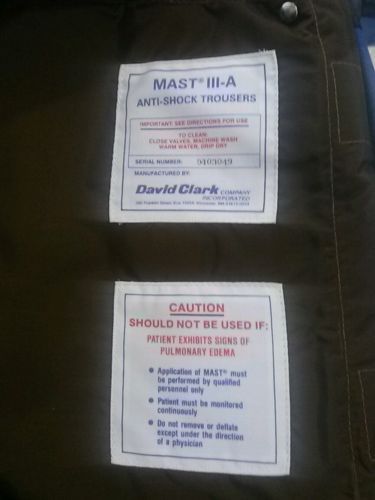 MAST® III-A
ANTI-SHOCK TROUSERS
IMPORTANT: SEE DIRECTIONS FOR USE
TO CLEAN:
CLOSE VALVES, MACHINE WASH
WARM WATER, DRIP DRY
SERIAL NUMBER:
MANUFACTURED BY:
David Clark COMPANY
INCORPORATED
CAUTION
SHOULD NOT BE USED IF:
PATIENT EXHIBITS SIGNS OF
PULMONARY EDEMA
● Application of MAST® must
be performed by qualified
personnel only
● Patient must be monitored
continuously
● Do not remove or deflate
except under the direction
of a physician